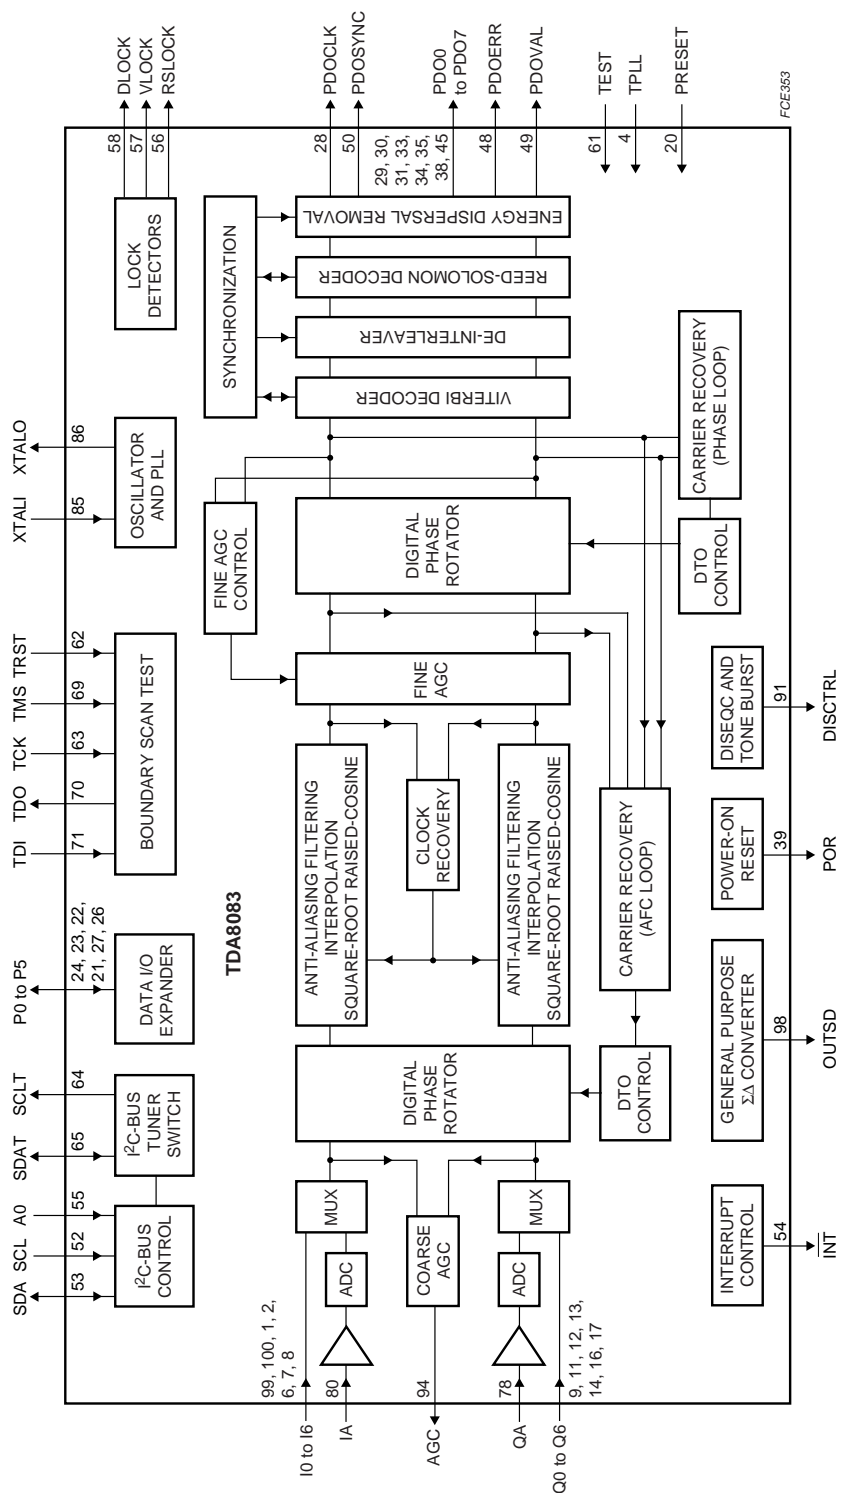 SDA
SCL
A0
SDAT
SCLT
P0 to P5
TDI
TDO
TCK
TMS
TRST
XTALI
XTALO
53
52
55
65
64
24, 23, 22,
21, 27, 26
71
70
63
69
62
85
86
I²C-BUS
CONTROL
I²C-BUS
TUNER
SWITCH
DATA I/O
EXPANDER
BOUNDARY SCAN TEST
OSCILLATOR
AND PLL
LOCK
DETECTORS
58
57
56
DLOCK
VLOCK
RSLOCK
TDA8083
FINE AGC
CONTROL
SYNCHRONIZATION
I0 to I6
99, 100, 1, 2,
6, 7, 8
IA
80
ADC
MUX
AGC
94
COARSE
AGC
QA
78
ADC
MUX
Q0 to Q6
9, 11, 12, 13,
14, 16, 17
DIGITAL
PHASE
ROTATOR
ANTI-ALIASING FILTERING
INTERPOLATION
SQUARE-ROOT RAISED-COSINE
CLOCK
RECOVERY
ANTI-ALIASING FILTERING
INTERPOLATION
SQUARE-ROOT RAISED-COSINE
FINE
AGC
DIGITAL
PHASE
ROTATOR
VITERBI DECODER
DE-INTERLEAVER
REED-SOLOMON DECODER
ENERGY DISPERSAL REMOVAL
28
PDOCLK
50
PDOSYNC
29, 30,
31, 33,
34, 35,
38, 45
PDO0
to PDO7
48
PDOERR
49
PDOVAL
61
TEST
4
TPLL
20
PRESET
DTO
CONTROL
CARRIER RECOVERY
(AFC LOOP)
DTO
CONTROL
CARRIER RECOVERY
(PHASE LOOP)
INTERRUPT
CONTROL
GENERAL PURPOSE
ΣΔ CONVERTER
POWER-ON
RESET
DISEQC AND
TONE BURST
54
98
39
91
INT
OUTSD
POR
DISCTRL
FCE353